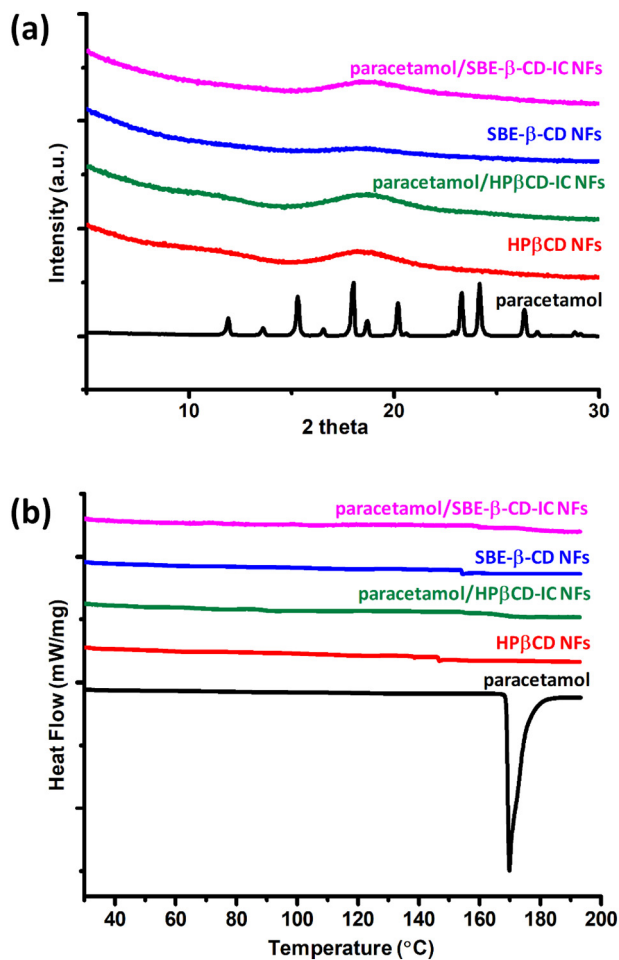 (a)
paracetamol/SBE-β-CD-IC NFs
SBE-β-CD NFs
paracetamol/HPβCD-IC NFs
HPβCD NFs
paracetamol
Intensity (a.u.)
10 20 30
2 theta
(b)
paracetamol/SBE-β-CD-IC NFs
SBE-β-CD NFs
paracetamol/HPβCD-IC NFs
HPβCD NFs
paracetamol
Heat Flow (mW/mg)
40 60 80 100 120 140 160 180 200
Temperature (°C)